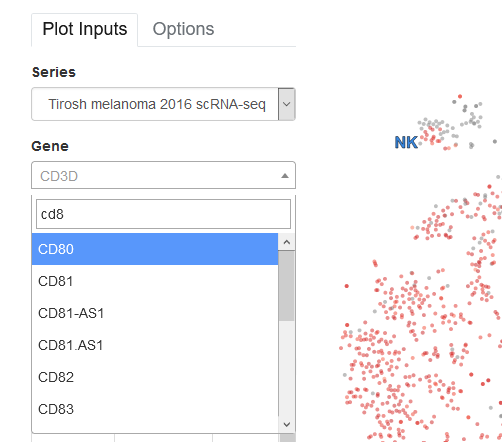 Plot Inputs Options
Series
Tirosh melanoma 2016 scRNA-seq
Gene
CD3D
cd8
CD80
CD81
CD81-AS1
CD81.AS1
CD82
CD83
NK